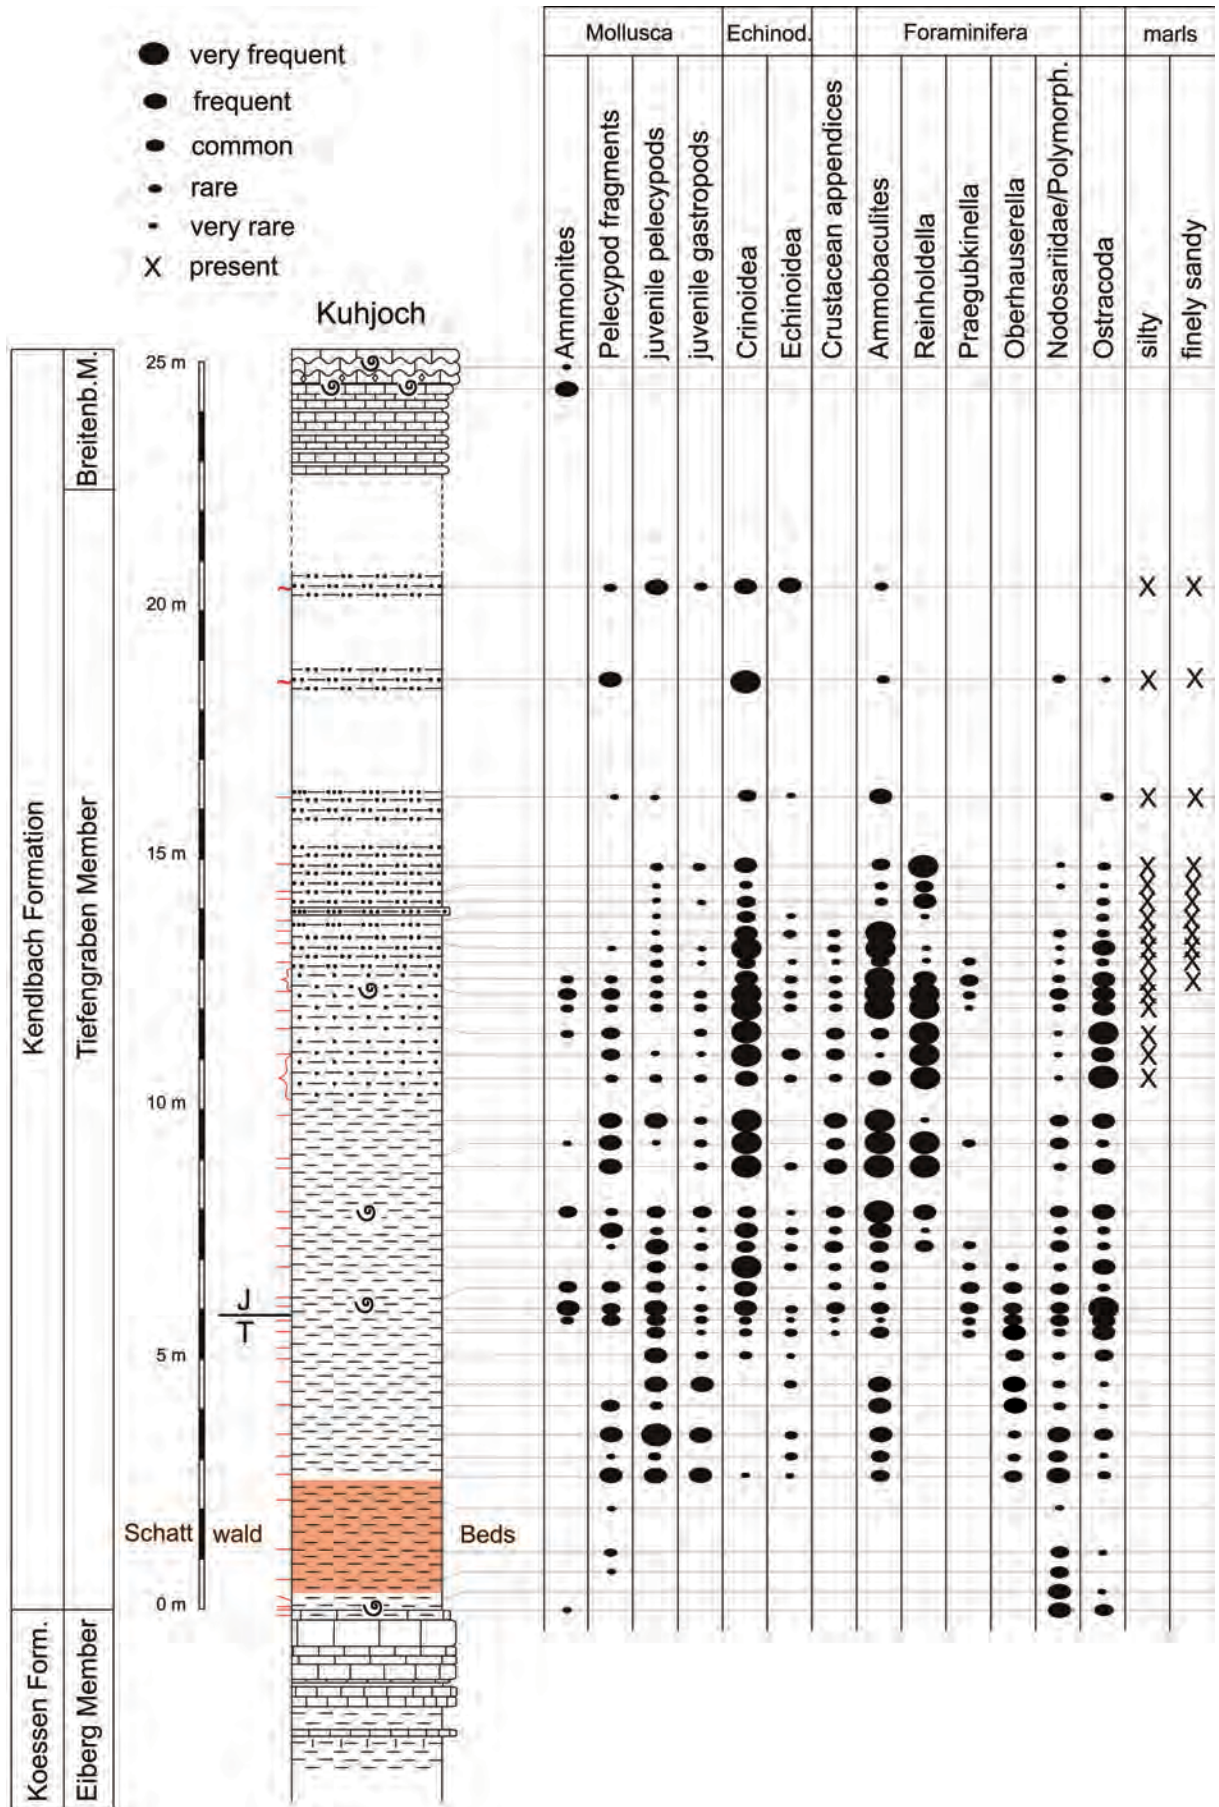 very frequent
frequent
common
rare
very rare
X present
Mollusca
Echinod.
Foraminifera
marls
Ammonites
Pelecypod fragments
juvenile pelecypods
juvenile gastropods
Crinoidea
Echinoidea
Crustacean appendices
Ammobaculites
Reinholdella
Praegubkinella
Oberhauserella
Nodosariidae/Polymorph.
Ostracoda
silty
finely sandy
Kuhjoch
Kendlbach Formation
Koessen Form.
Breitenb.M.
Tiefengraben Member
Eiberg Member
25 m
20 m
15 m
10 m
5 m
0 m
J
T
Schatt wald Beds